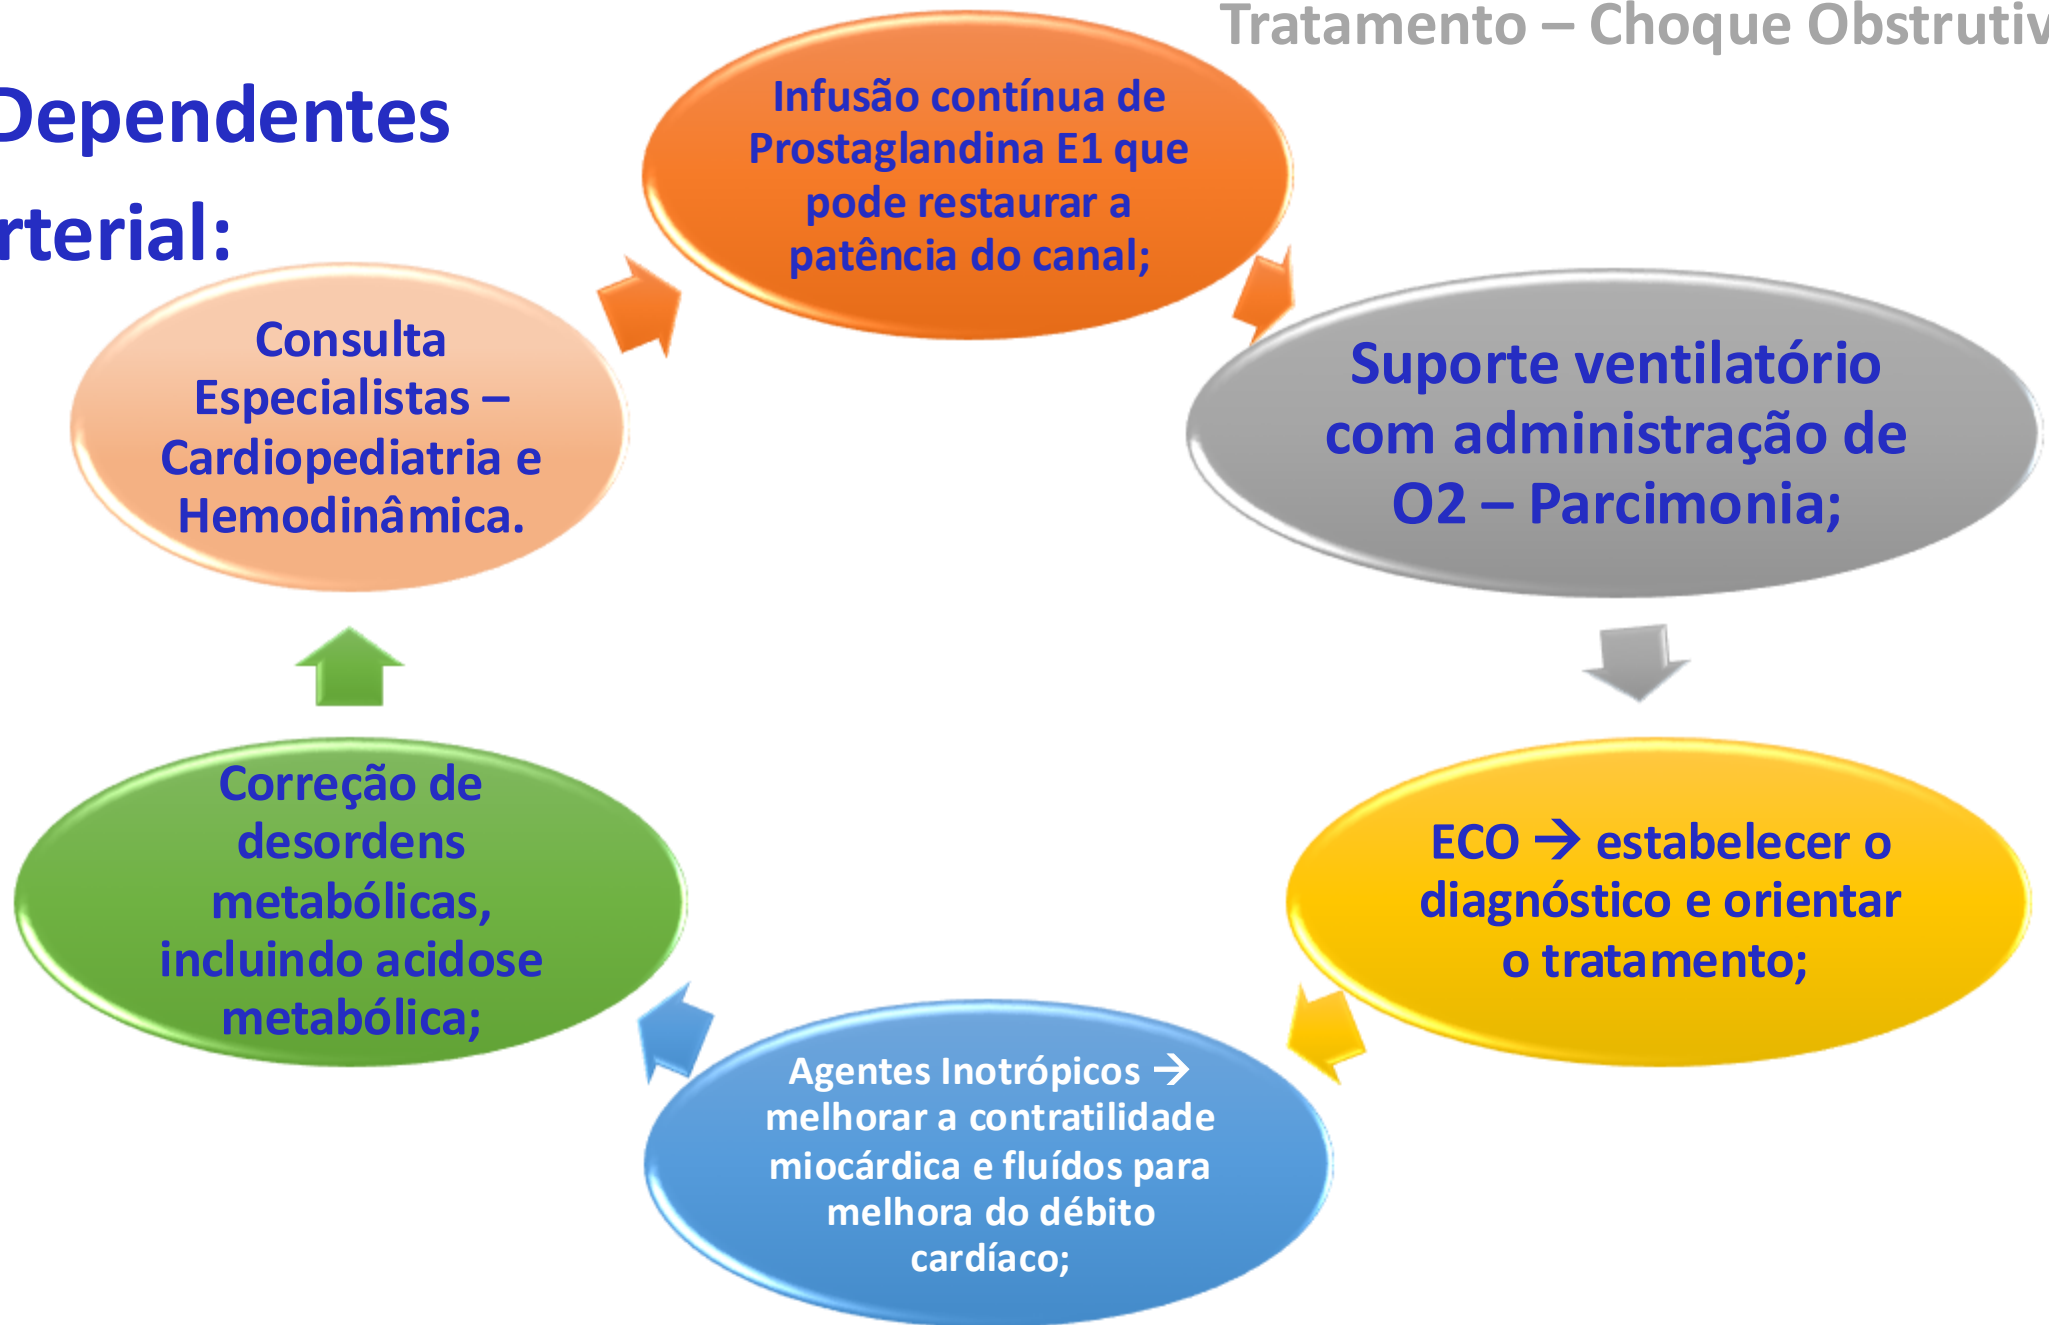 Tratamento – Choque Obstrutiv
Dependentes
rterial:
Infusão contínua de
Prostaglandina E1 que
pode restaurar a
patência do canal;
Suporte ventilatório
com administração de
O2 – Parcimonia;
ECO → estabelecer o
diagnóstico e orientar
o tratamento;
Agentes Inotrópicos →
melhorar a contratilidade
miocárdica e fluídos para
melhora do débito
cardíaco;
Correção de
desordens
metabólicas,
incluindo acidose
metabólica;
Consulta
Especialistas –
Cardiopediatria e
Hemodinâmica.